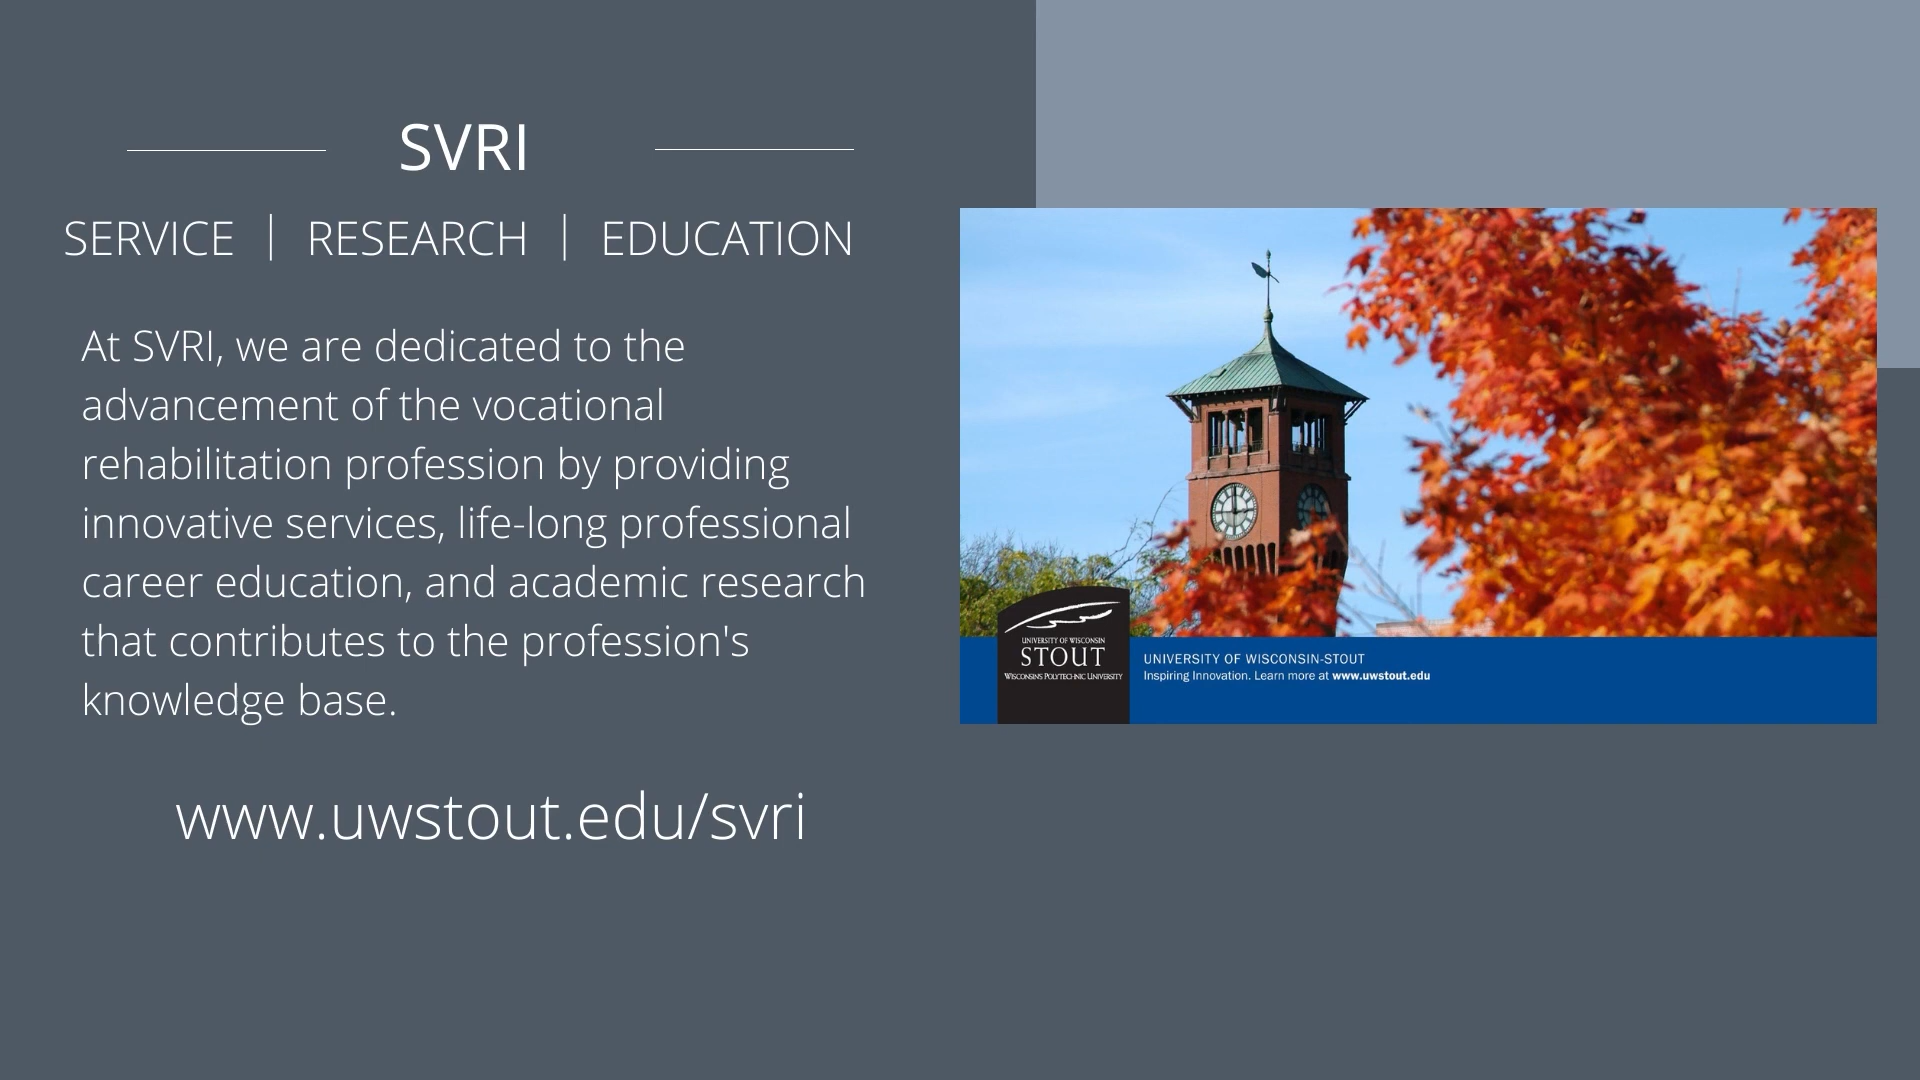 SVRI
SERVICE | RESEARCH | EDUCATION
At SVRI, we are dedicated to the
advancement of the vocational
rehabilitation profession by providing
innovative services, life-long professional
career education, and academic research
that contributes to the profession's
knowledge base.
www.uwstout.edu/svri
UNIVERSITY OF WISCONSIN
STOUT
WISCONSIN'S POLYTECHNIC UNIVERSITY
UNIVERSITY OF WISCONSIN-STOUT
Inspiring Innovation. Learn more at www.uwstout.edu